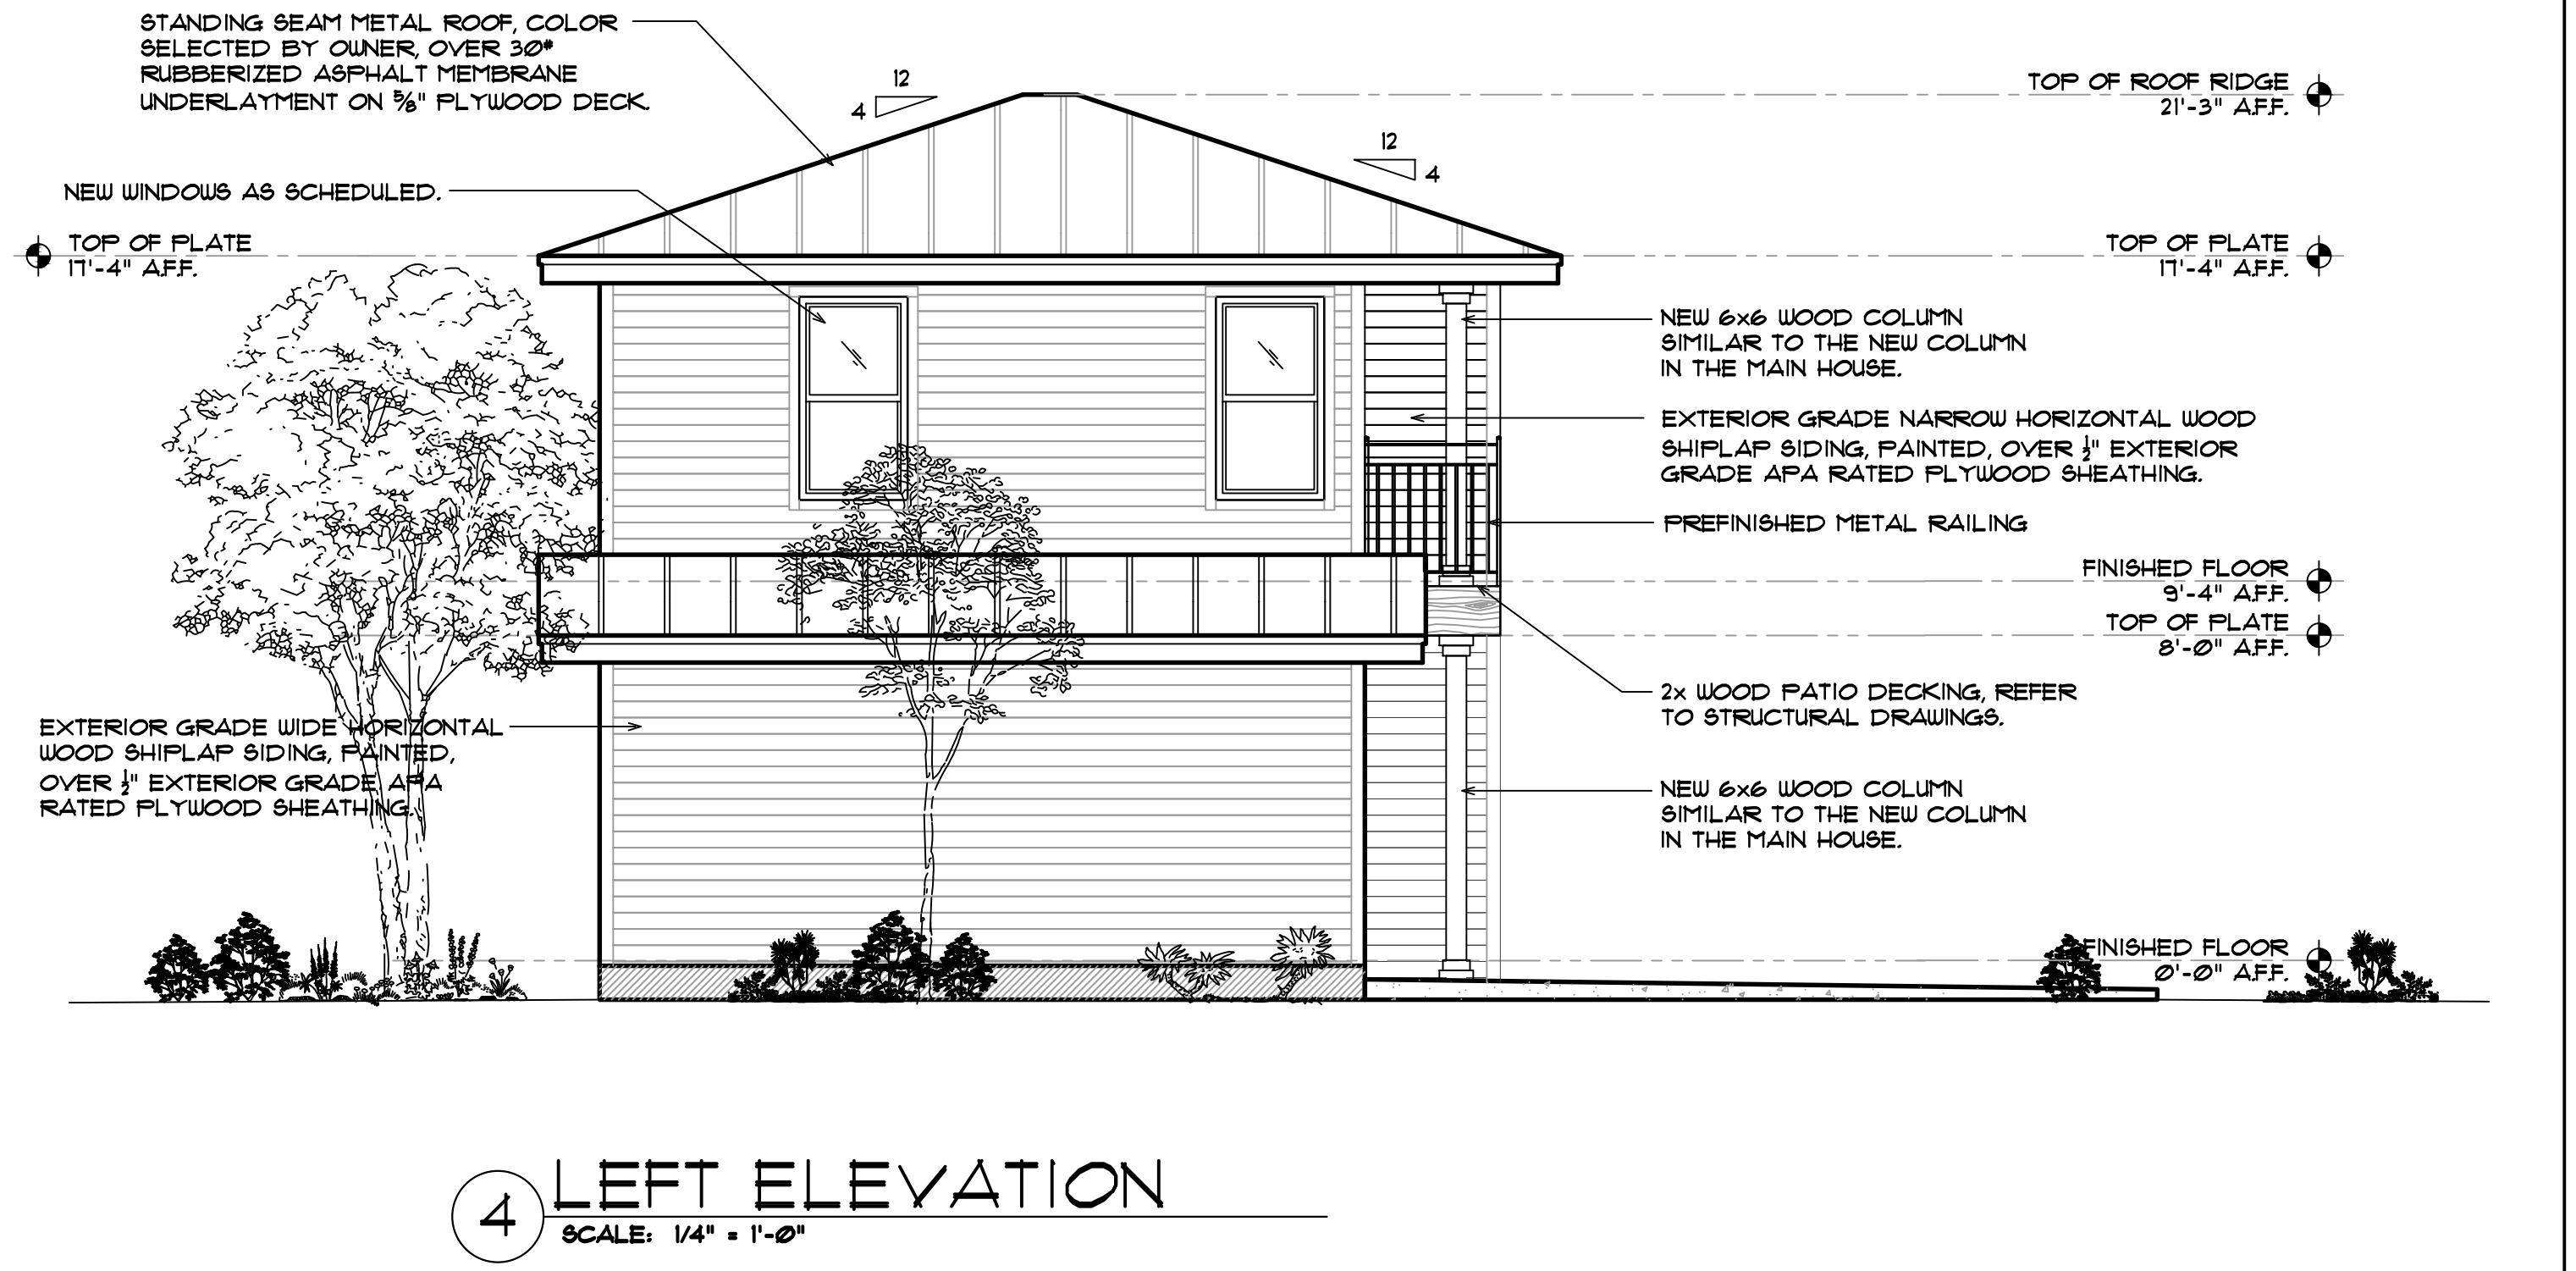 STANDING SEAM METAL ROOF, COLOR
SELECTED BY OWNER, OVER 30#
RUBBERIZED ASPHALT MEMBRANE
UNDERLAYMENT ON 5/8" PLYWOOD DECK.
12
4
12
4
TOP OF ROOF RIDGE
21'-3" A.F.F.
NEW WINDOWS AS SCHEDULED.
TOP OF PLATE
17'-4" A.F.F.
TOP OF PLATE
17'-4" A.F.F.
NEW 6x6 WOOD COLUMN
SIMILAR TO THE NEW COLUMN
IN THE MAIN HOUSE.
EXTERIOR GRADE NARROW HORIZONTAL WOOD
SHIPLAP SIDING, PAINTED, OVER 1/2" EXTERIOR
GRADE APA RATED PLYWOOD SHEATHING.
PREFINISHED METAL RAILING
FINISHED FLOOR
9'-4" A.F.F.
TOP OF PLATE
8'-0" A.F.F.
2x WOOD PATIO DECKING, REFER
TO STRUCTURAL DRAWINGS.
EXTERIOR GRADE WIDE HORIZONTAL
WOOD SHIPLAP SIDING, PAINTED,
OVER 1/2" EXTERIOR GRADE APA
RATED PLYWOOD SHEATHING.
NEW 6x6 WOOD COLUMN
SIMILAR TO THE NEW COLUMN
IN THE MAIN HOUSE.
FINISHED FLOOR
0'-0" A.F.F.
4
LEFT ELEVATION
SCALE: 1/4" = 1'-0"